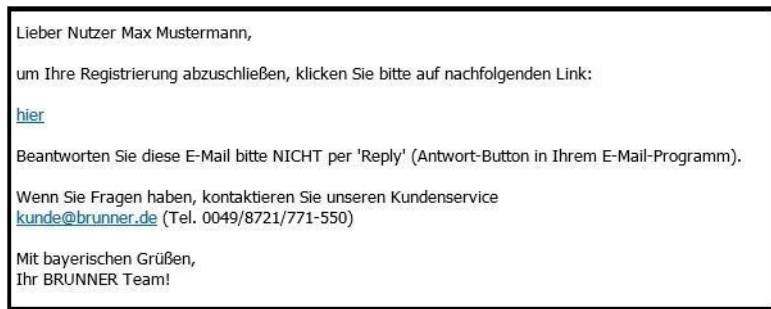 Lieber Nutzer Max Mustermann,
um Ihre Registrierung abzuschließen, klicken Sie bitte auf nachfolgenden Link:
hier
Beantworten Sie diese E-Mail bitte NICHT per 'Reply' (Antwort-Button in Ihrem E-Mail-Programm).
Wenn Sie Fragen haben, kontaktieren Sie unseren Kundenservice
kunde@brunner.de (Tel. 0049/8721/771-550)
Mit bayerischen Grüßen,
Ihr BRUNNER Team!